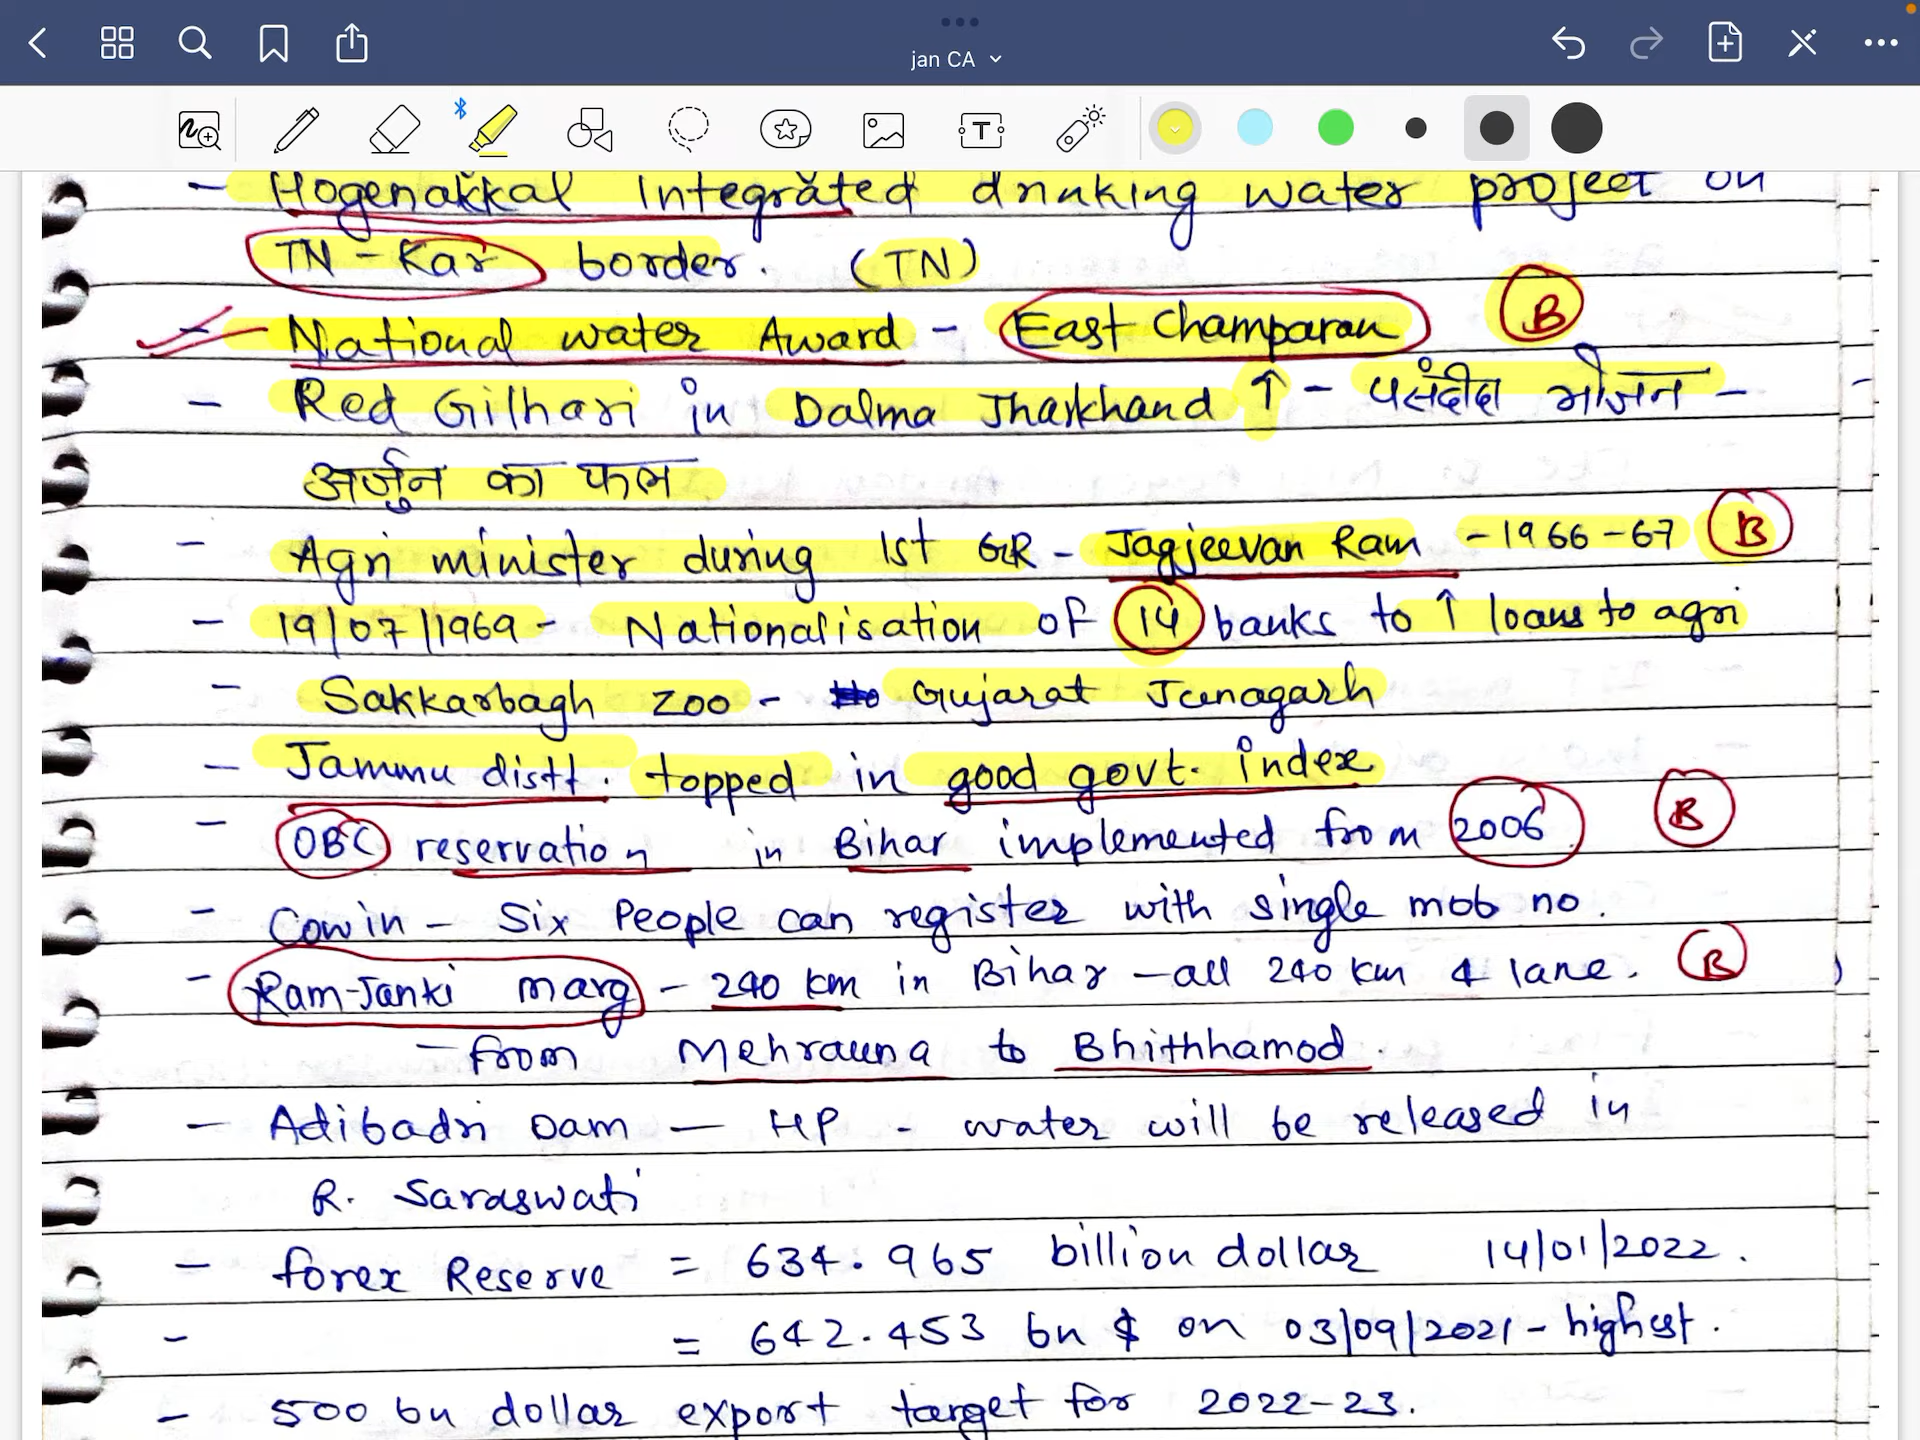 jan CA
T
- Hogenakkal Integrated drinking water project on
TN - Kar border. (TN)
- National water Award - East Champaran B
- Red Gilhari in Dalma Jharkhand ↑ - पसंदीदा भोजन -
अर्जुन का फल
- Agri minister during 1st GR - Jagjeevan Ram - 1966-67 B
- 19/07/1969 - Nationalisation of 14 banks to ↑ loans to agri
- Sakkarbagh zoo - Gujarat Junagarh
- Jammu distt. topped in good govt. index
- OBC reservation in Bihar implemented from 2006 B
- Cowin - Six People can register with single mob no.
- Ram-Janki marg - 240 km in Bihar - all 240 km 4 lane. B
- from Mehrauna to Bhithhamod.
- Adibadri Dam - HP - water will be released in
R. Saraswati
- forex Reserve = 634.965 billion dollar 14/01/2022.
- = 642.453 bn $ on 03/09/2021 - highest.
- 500 bn dollar export target for 2022-23.